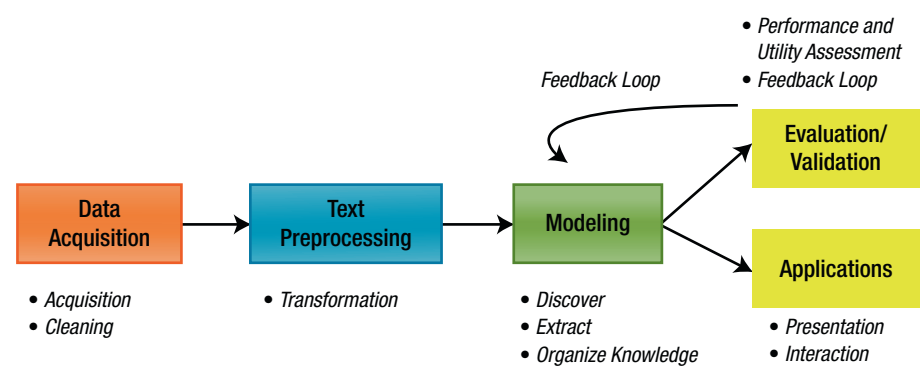 • Performance and
Utility Assessment
• Feedback Loop
Feedback Loop
Evaluation/
Validation
Data
Acquisition
Text
Preprocessing
Modeling
Applications
• Acquisition
• Cleaning
• Transformation
• Discover
• Extract
• Organize Knowledge
• Presentation
• Interaction